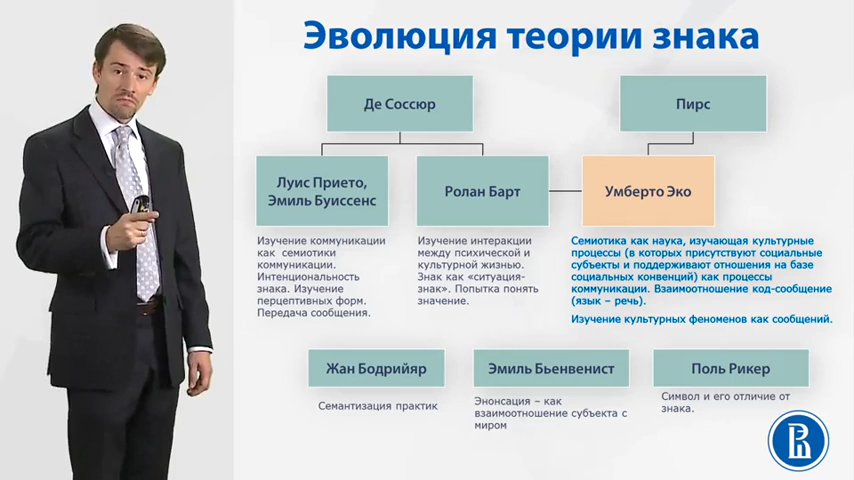 Эволюция теории знака
Де Соссюр
Пирс
Луис Прието,
Эмиль Буиссенс
Ролан Барт
Умберто Эко
Изучение коммуникации
как семиотики
коммуникации.
Интенциональность
знака. Изучение
перцептивных форм.
Передача сообщения.
Изучение интеракции
между психической и
культурной жизнью.
Знак как «ситуация-
знак». Попытка понять
значение.
Семиотика как наука, изучающая культурные
процессы (в которых присутствуют социальные
субъекты и поддерживают отношения на базе
социальных конвенций) как процессы
коммуникации. Взаимоотношение код-сообщение
(язык – речь).
Изучение культурных феноменов как сообщений.
Жан Бодрийяр
Эмиль Бьенвенист
Поль Рикер
Семантизация практик
Энонсация – как
взаимоотношение субъекта с
миром
Символ и его отличие от
знака.